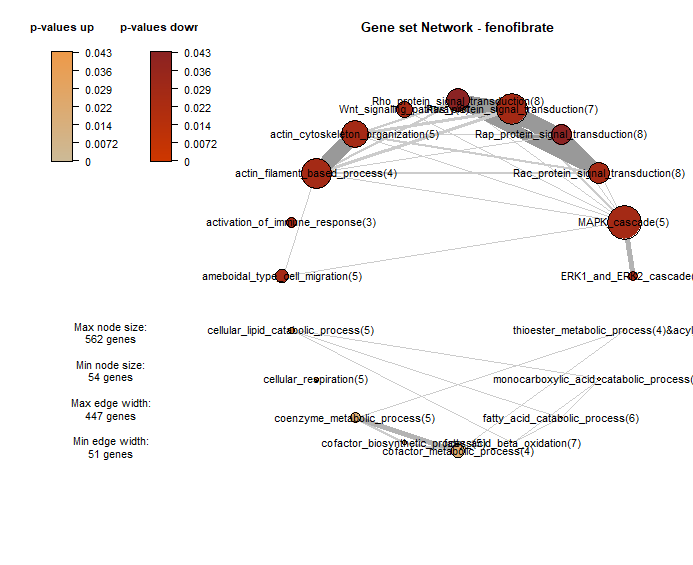 Gene set Network - fenofibrate
p-values up
p-values down
0.043
0.036
0.029
0.022
0.014
0.0072
0
0.043
0.036
0.029
0.022
0.014
0.0072
0
Rho_protein_signal_transduction(8)
Wnt_signaling_pat
protein_signal_transduction(7)
actin_cytoskeleton_organization(5)
Rap_protein_signal_transduction(8)
actin_filament_based_process(4)
Rac_protein_signal_transduction(8)
activation_of_immune_response(3)
MAPK_cascade(5)
ameboidal_type_cell_migration(5)
ERK1_and_ERK2_cascade(
Max node size:
562 genes
Min node size:
54 genes
Max edge width:
447 genes
Min edge width:
51 genes
cellular_lipid_catabolic_process(5)
thioester_metabolic_process(4)&acyl
cellular_respiration(5)
monocarboxylic_acid_catabolic_process(
coenzyme_metabolic_process(5)
fatty_acid_catabolic_process(6)
cofactor_biosynthetic_process(5)
fatty_acid_beta_oxidation(7)
cofactor_metabolic_process(4)